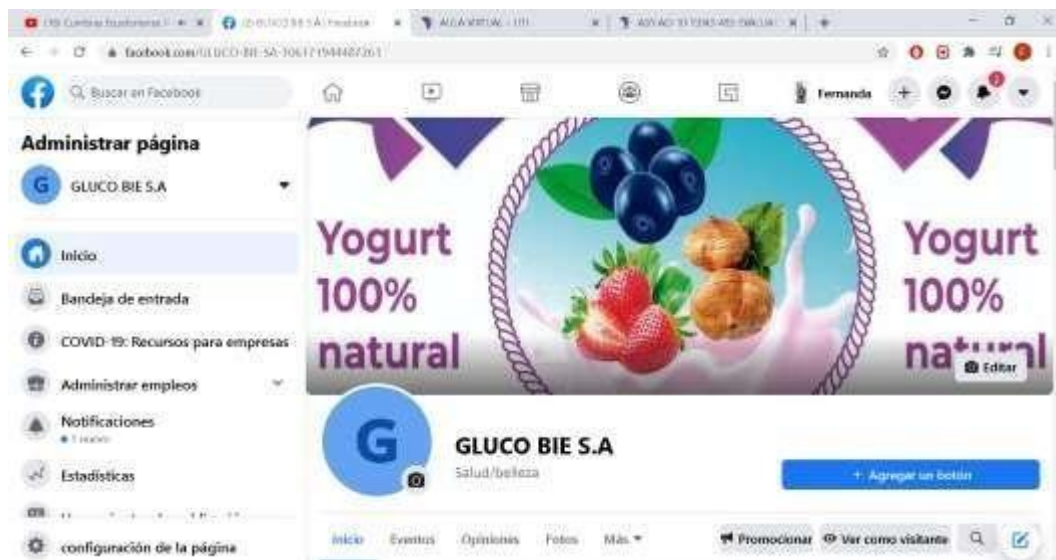 facebook.com/GLUCO-BIE-SA-
Buscar en Facebook
Fernanda
Administrar página
G
GLUCO BIE S.A
Inicio
Bandeja de entrada
COVID-19: Recursos para empresas
Administrar empleos
Notificaciones
Estadísticas
configuración de la página
Yogurt
100%
natural
Yogurt
100%
natural
Editar
G
GLUCO BIE S.A
Salud/belleza
+ Agregar un botón
Inicio Eventos Opiniones Fotos Más
Promocionar Ver como visitante